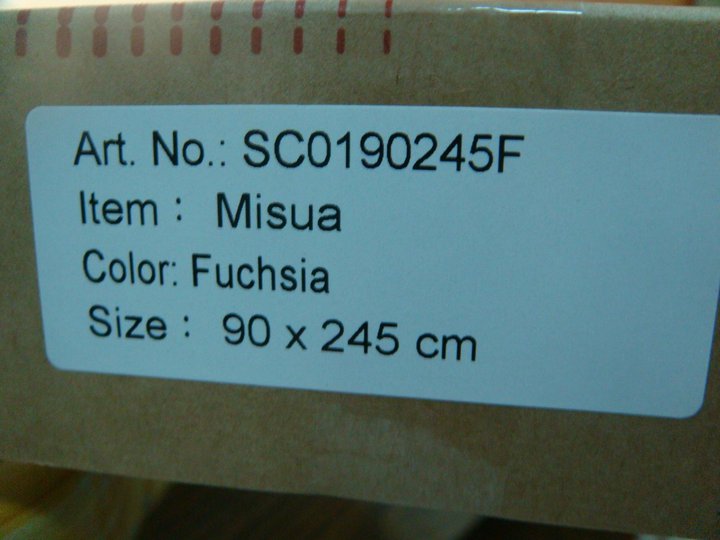 Art. No.: SC0190245F
Item : Misua
Color: Fuchsia
Size : 90 x 245 cm